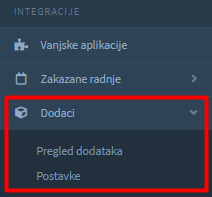 INTEGRACIJE
Vanjske aplikacije
Zakazane radnje
Dodaci
Pregled dodataka
Postavke